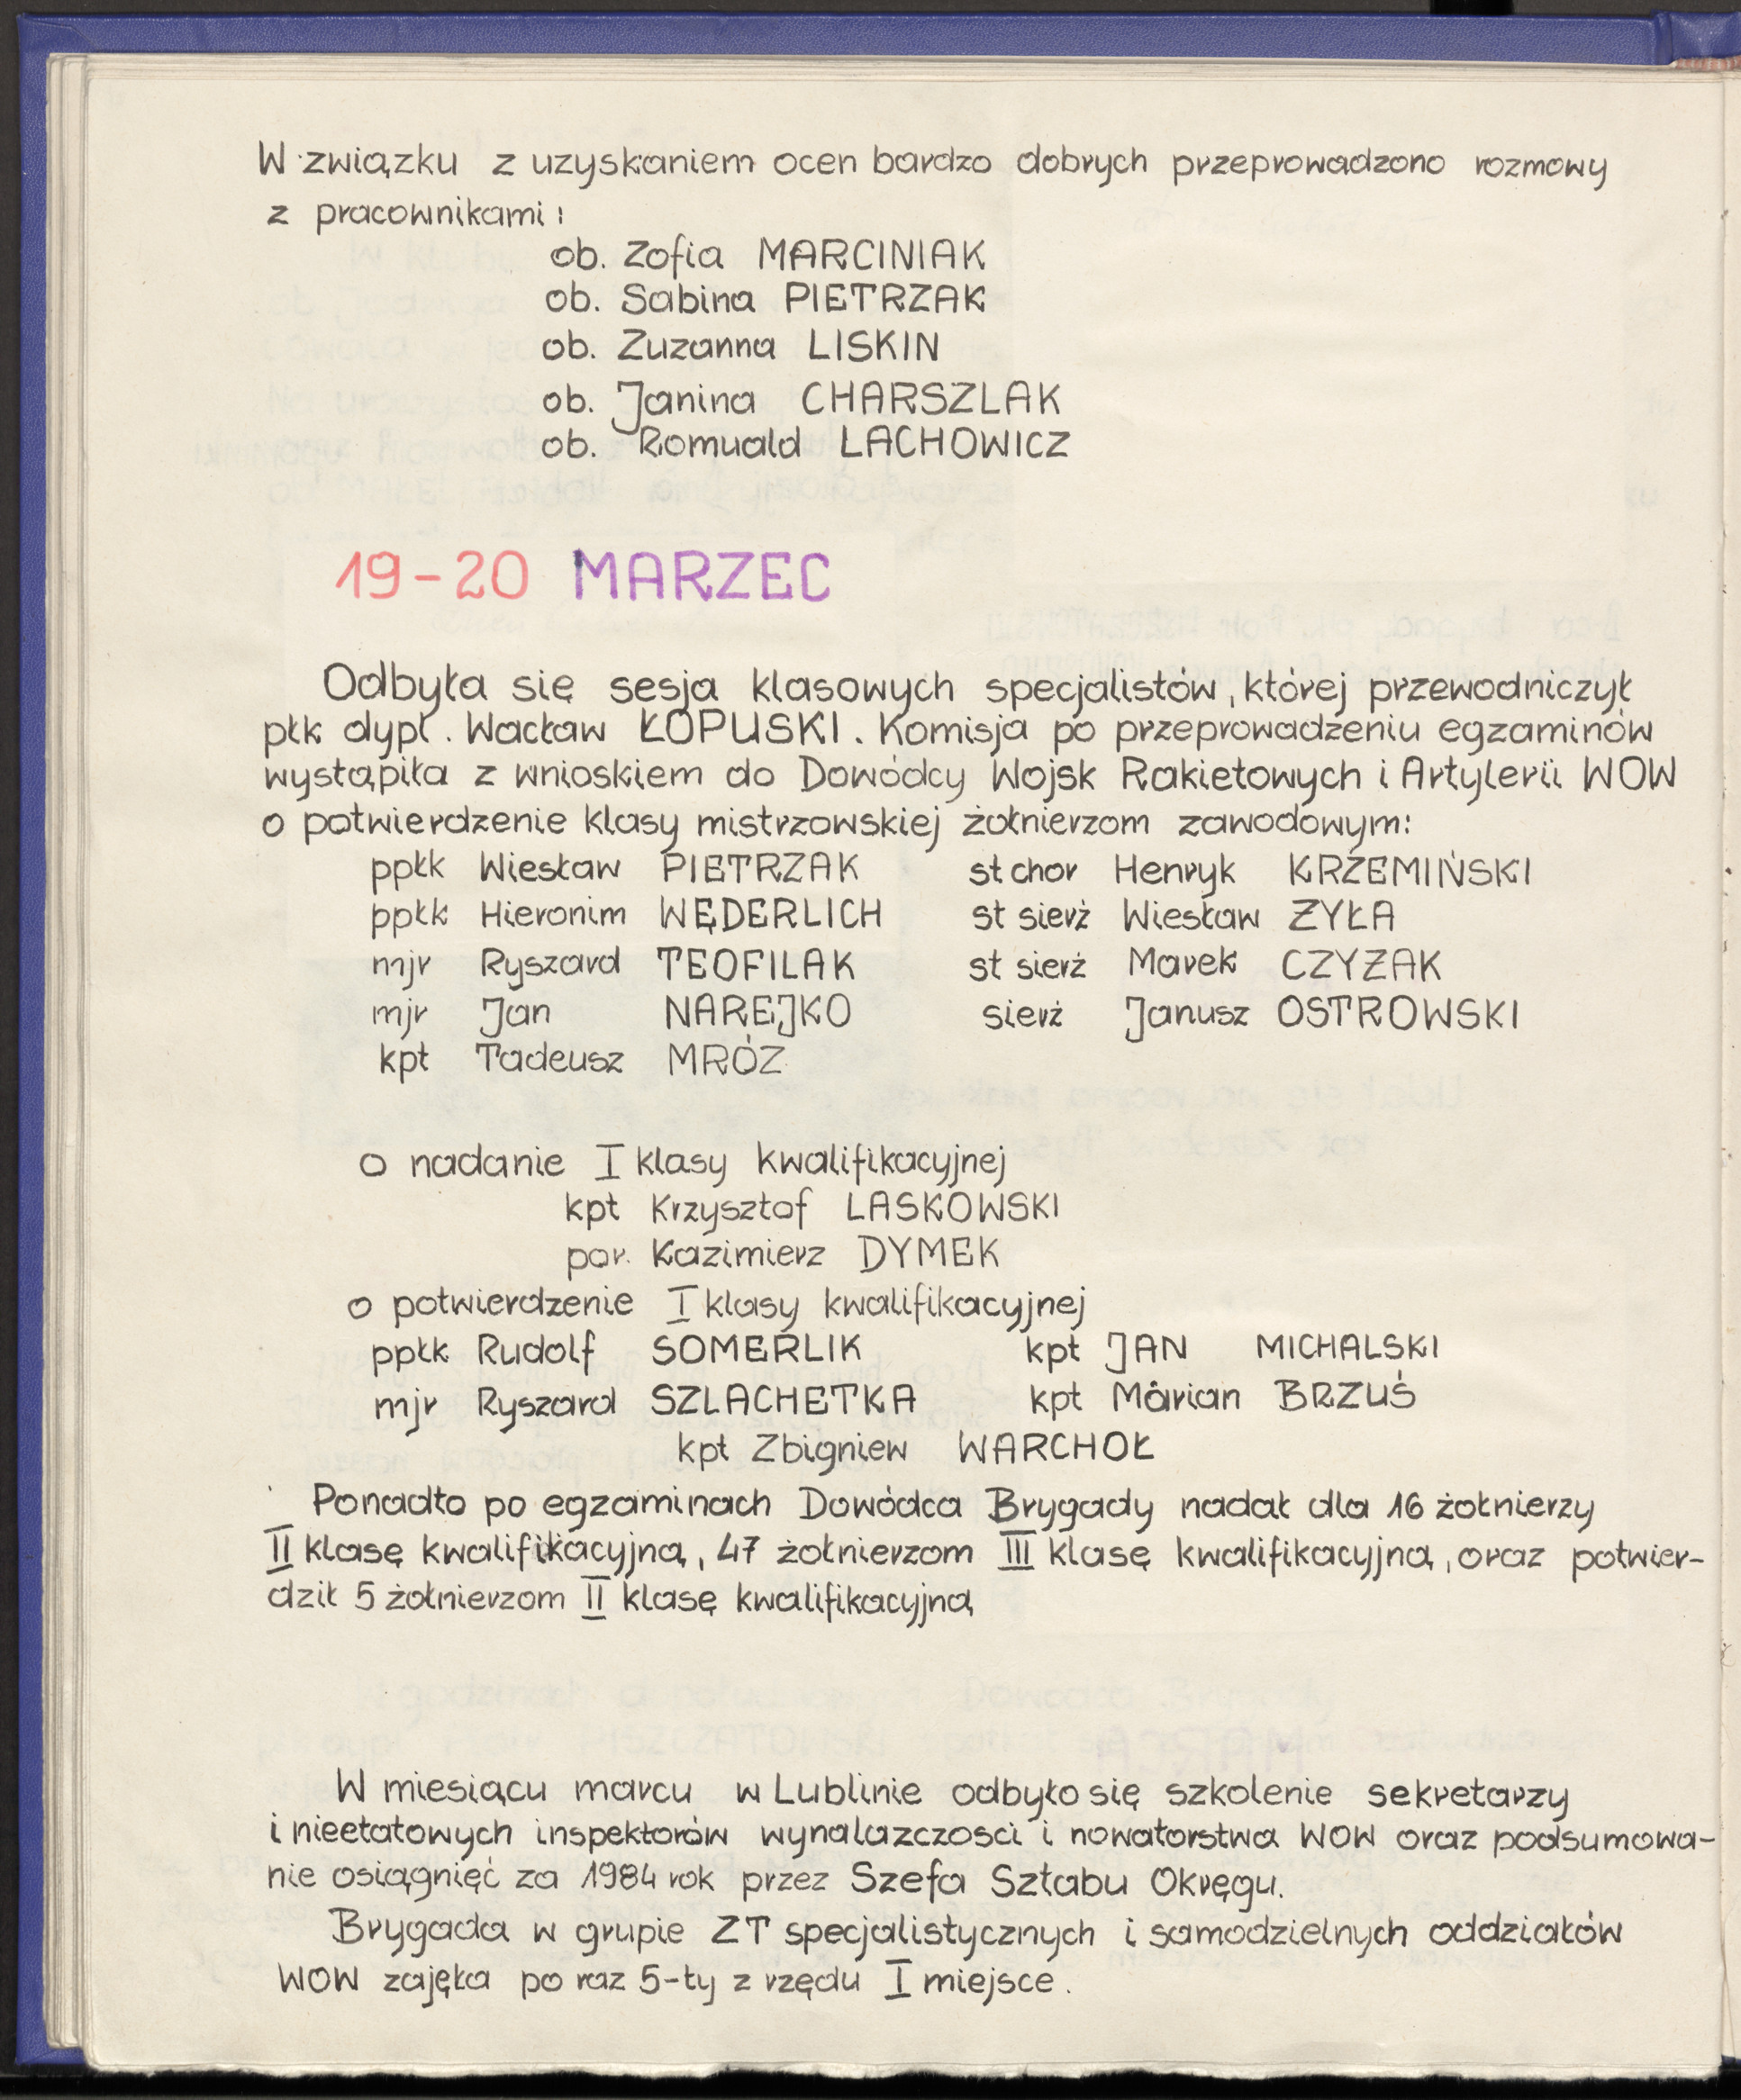 W związku z uzyskaniem ocen bardzo dobrych przeprowadzono rozmowy
z pracownikami:
ob. Zofia MARCINIAK
ob. Sabina PIETRZAK
ob. Zuzanna LISKIN
ob. Janina CHARSZLAK
ob. Romuald LACHOWICZ
19-20 MARZEC
Odbyła się sesja klasowych specjalistów, której przewodniczył
płk dypl. Wacław ŁOPUSKI. Komisja po przeprowadzeniu egzaminów
wystąpiła z wnioskiem do Dowódcy Wojsk Rakietowych i Artylerii WOW
o potwierdzenie klasy mistrzowskiej żołnierzom zawodowym:
ppłk Wiesław PIETRZAK st chor Henryk KRZEMIŃSKI
ppłk Hieronim WĘDERLICH st sierż Wiesław ZYŁA
mjr Ryszard TEOFILAK st sierż Marek CZYŻAK
mjr Jan NAREJKO sierż Janusz OSTROWSKI
kpt Tadeusz MRÓZ
o nadanie I klasy kwalifikacyjnej
kpt Krzysztof LASKOWSKI
por. Kazimierz DYMEK
o potwierdzenie I klasy kwalifikacyjnej
ppłk Rudolf SOMERLIK kpt JAN MICHALSKI
mjr Ryszard SZLACHETKA kpt Marian BRZUŚ
kpt Zbigniew WARCHOŁ
Ponadto po egzaminach Dowódca Brygady nadał dla 16 żołnierzy
II klasę kwalifikacyjną, 47 żołnierzom III klasę kwalifikacyjną, oraz potwier-
dził 5 żołnierzom II klasę kwalifikacyjną
W miesiącu marcu w Lublinie odbyło się szkolenie sekretarzy
i nieetatowych inspektorów wynalazczosci i nowatorstwa WOW oraz podsumowa-
nie osiągnięć za 1984 rok przez Szefa Sztabu Okręgu.
Brygada w grupie ZT specjalistycznych i samodzielnych oddziałów
WOW zajęła po raz 5-ty z rzędu I miejsce.